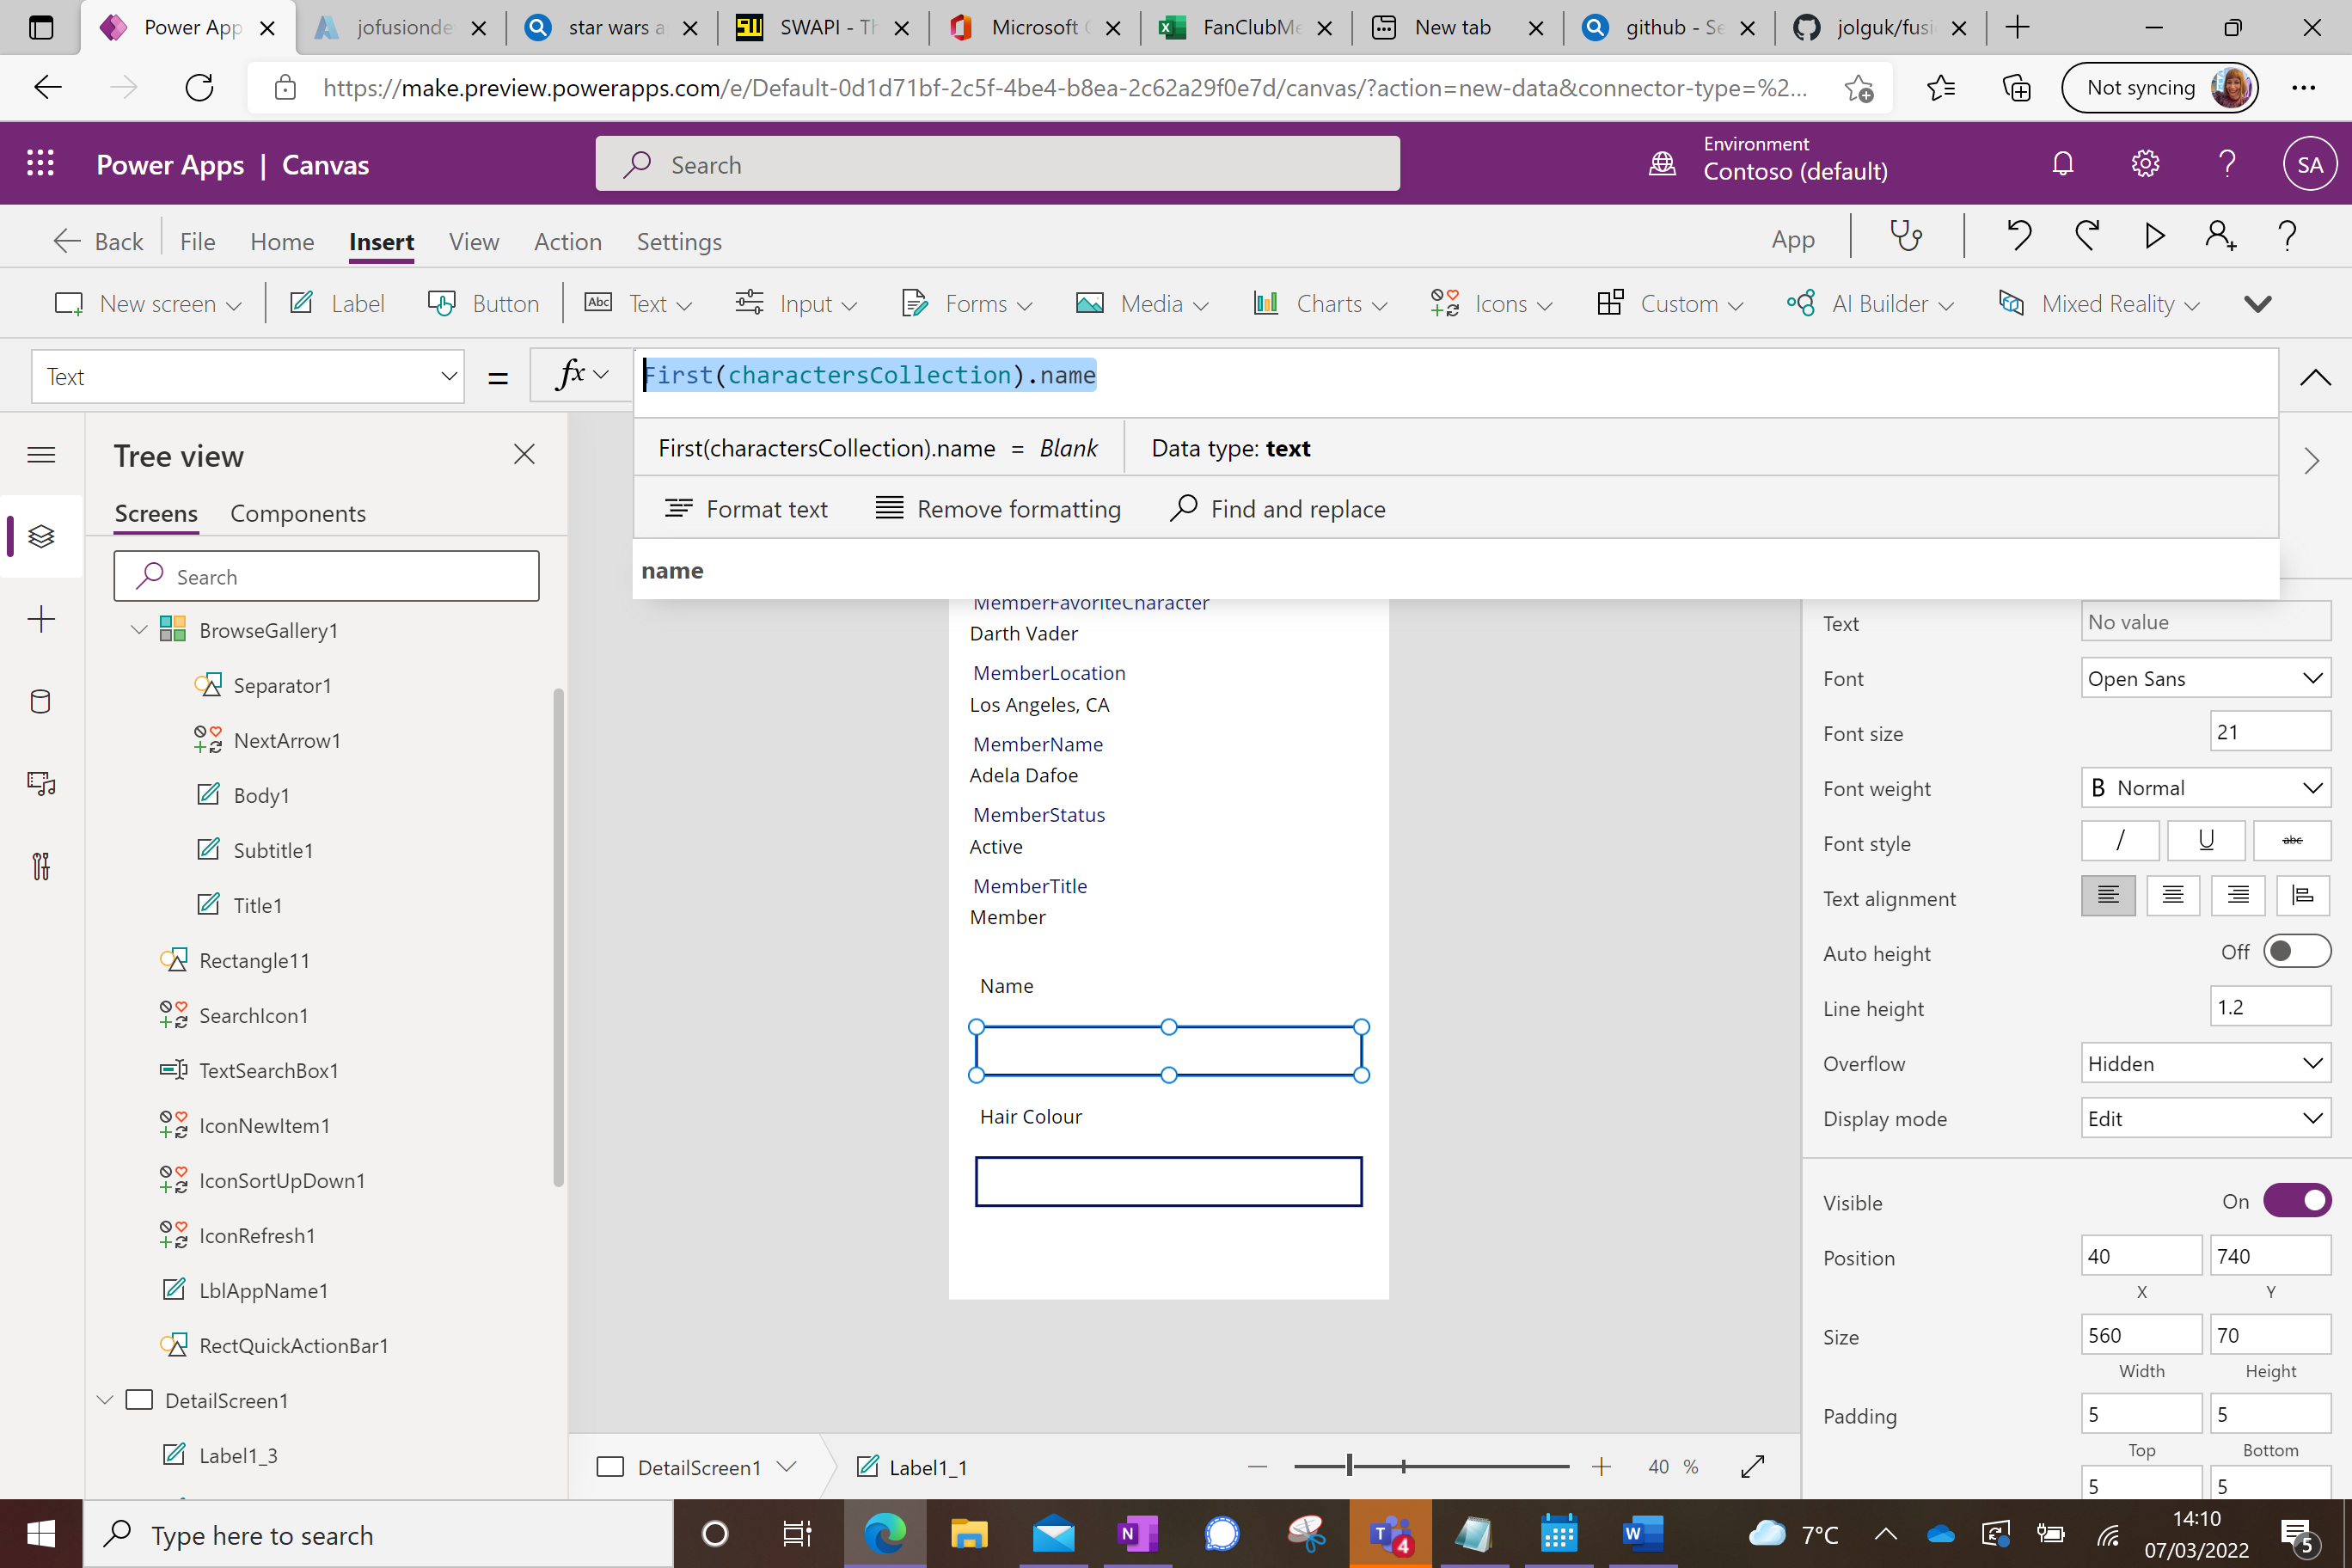 Power App
jofusionde
star wars a
SWAPI - Th
Microsoft
FanClubMe
New tab
github - Se
jolguk/fusi
https://make.preview.powerapps.com/e/Default-0d1d71bf-2c5f-4be4-b8ea-2c62a29f0e7d/canvas/?action=new-data&connector-type=%2...
Not syncing
Power Apps | Canvas
Search
Environment
Contoso (default)
SA
Back
File
Home
Insert
View
Action
Settings
App
New screen
Label
Button
Abc
Text
Input
Forms
Media
Charts
Icons
Custom
AI Builder
Mixed Reality
Text
=
fx
First(charactersCollection).name
First(charactersCollection).name = Blank
Data type: text
Format text
Remove formatting
Find and replace
name
Tree view
Screens
Components
Search
BrowseGallery1
Separator1
NextArrow1
Body1
Subtitle1
Title1
Rectangle11
SearchIcon1
TextSearchBox1
IconNewItem1
IconSortUpDown1
IconRefresh1
LblAppName1
RectQuickActionBar1
DetailScreen1
Label1_3
MemberFavoriteCharacter
Darth Vader
MemberLocation
Los Angeles, CA
MemberName
Adela Dafoe
MemberStatus
Active
MemberTitle
Member
Name
Hair Colour
DetailScreen1
Label1_1
40 %
Text
No value
Font
Open Sans
Font size
21
Font weight
B Normal
Font style
/
U
abc
Text alignment
Auto height
Off
Line height
1.2
Overflow
Hidden
Display mode
Edit
Visible
On
Position
40
740
X
Y
Size
560
70
Width
Height
Padding
5
5
Top
Bottom
5
5
Type here to search
N
T
4
W
7°C
14:10
07/03/2022
5